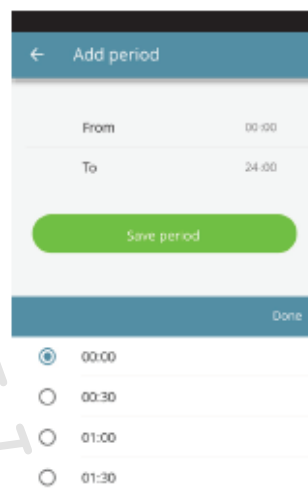 ← Add period
From 00:00
To 24:00
Save period
Done
00:00
00:30
01:00
01:30